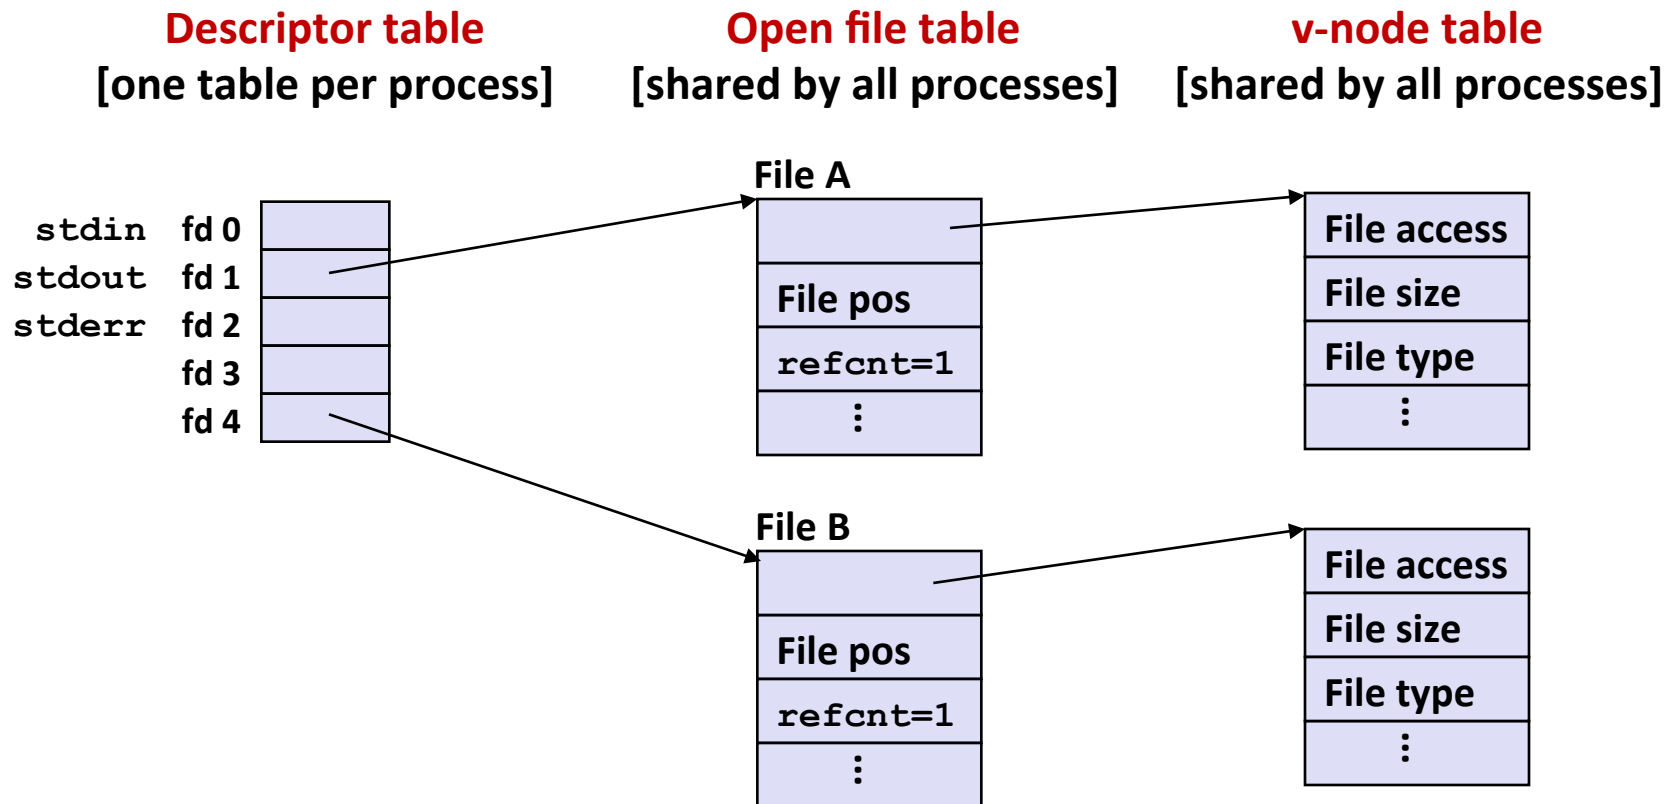 Descriptor table
[one table per process]
Open file table
[shared by all processes]
v-node table
[shared by all processes]
stdin fd 0
stdout fd 1
stderr fd 2
fd 3
fd 4
File A
File pos
refcnt=1
⋮
File access
File size
File type
⋮
File B
File pos
refcnt=1
⋮
File access
File size
File type
⋮